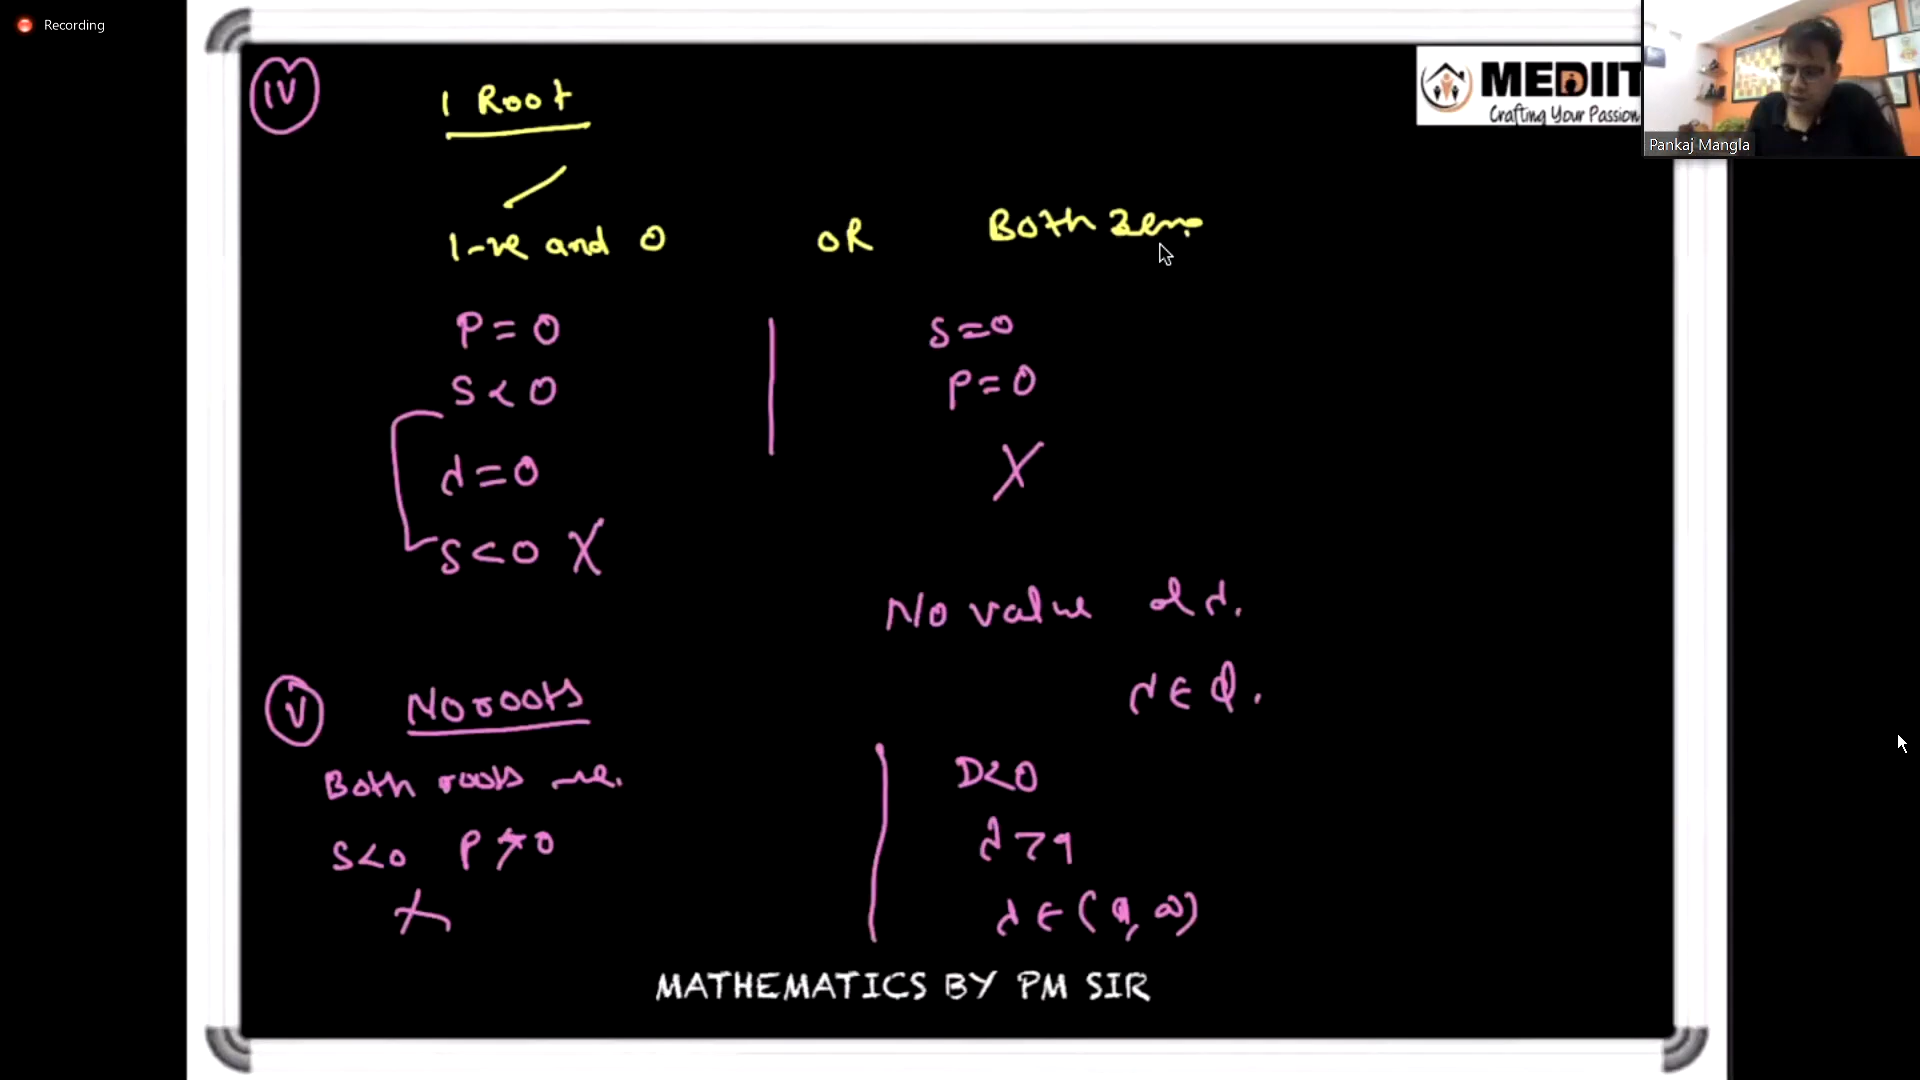 Recording
MEDIIT
Crafting Your Passion
Pankaj Mangla
IV
1 Root
1 -ve and 0 OR Both zero
P = 0
S < 0
λ = 0
S < 0 X
S = 0
P = 0
X
No value of λ.
λ ∈ φ.
V
No roots
Both roots -ve.
S<0 P > 0
X
D<0
λ > 9
λ ∈ (9, ∞)
MATHEMATICS BY PM SIR